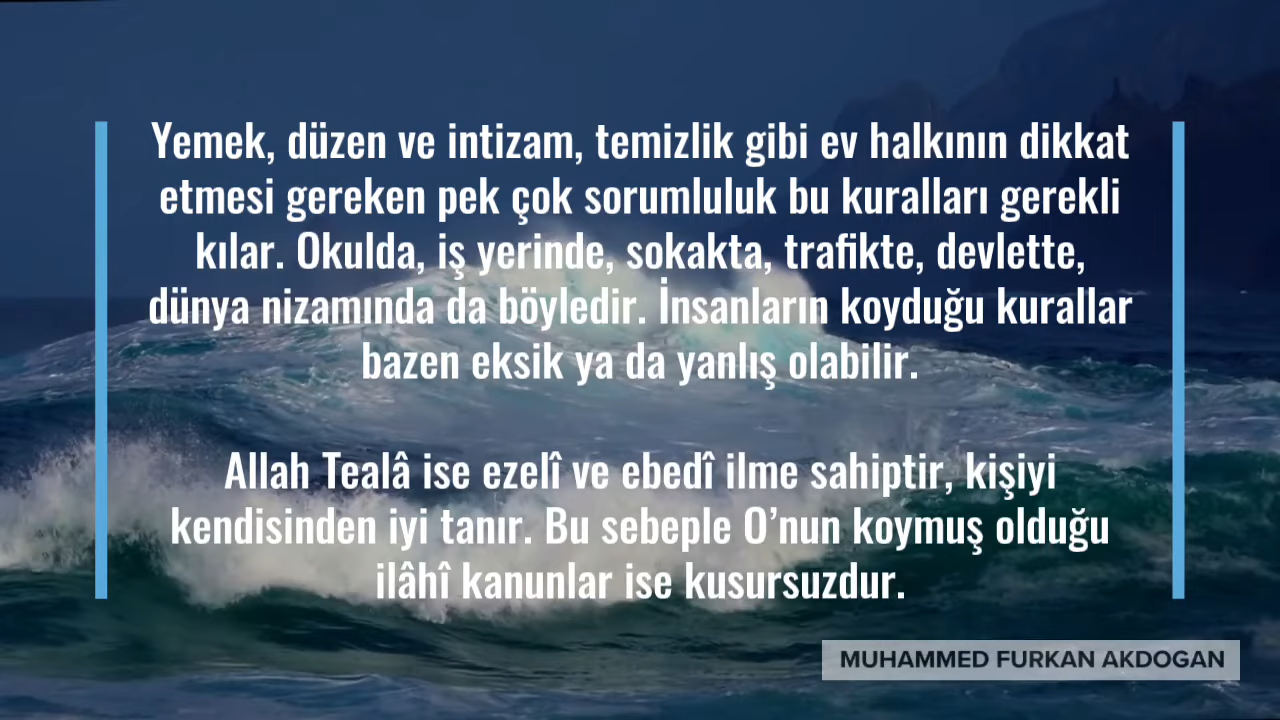 Yemek, düzen ve intizam, temizlik gibi ev halkının dikkat
etmesi gereken pek çok sorumluluk bu kuralları gerekli
kılar. Okulda, iş yerinde, sokakta, trafikte, devlette,
dünya nizamında da böyledir. İnsanların koyduğu kurallar
bazen eksik ya da yanlış olabilir.
Allah Tealâ ise ezelî ve ebedî ilme sahiptir, kişiyi
kendisinden iyi tanır. Bu sebeple O’nun koymuş olduğu
ilâhî kanunlar ise kusursuzdur.
MUHAMMED FURKAN AKDOGAN